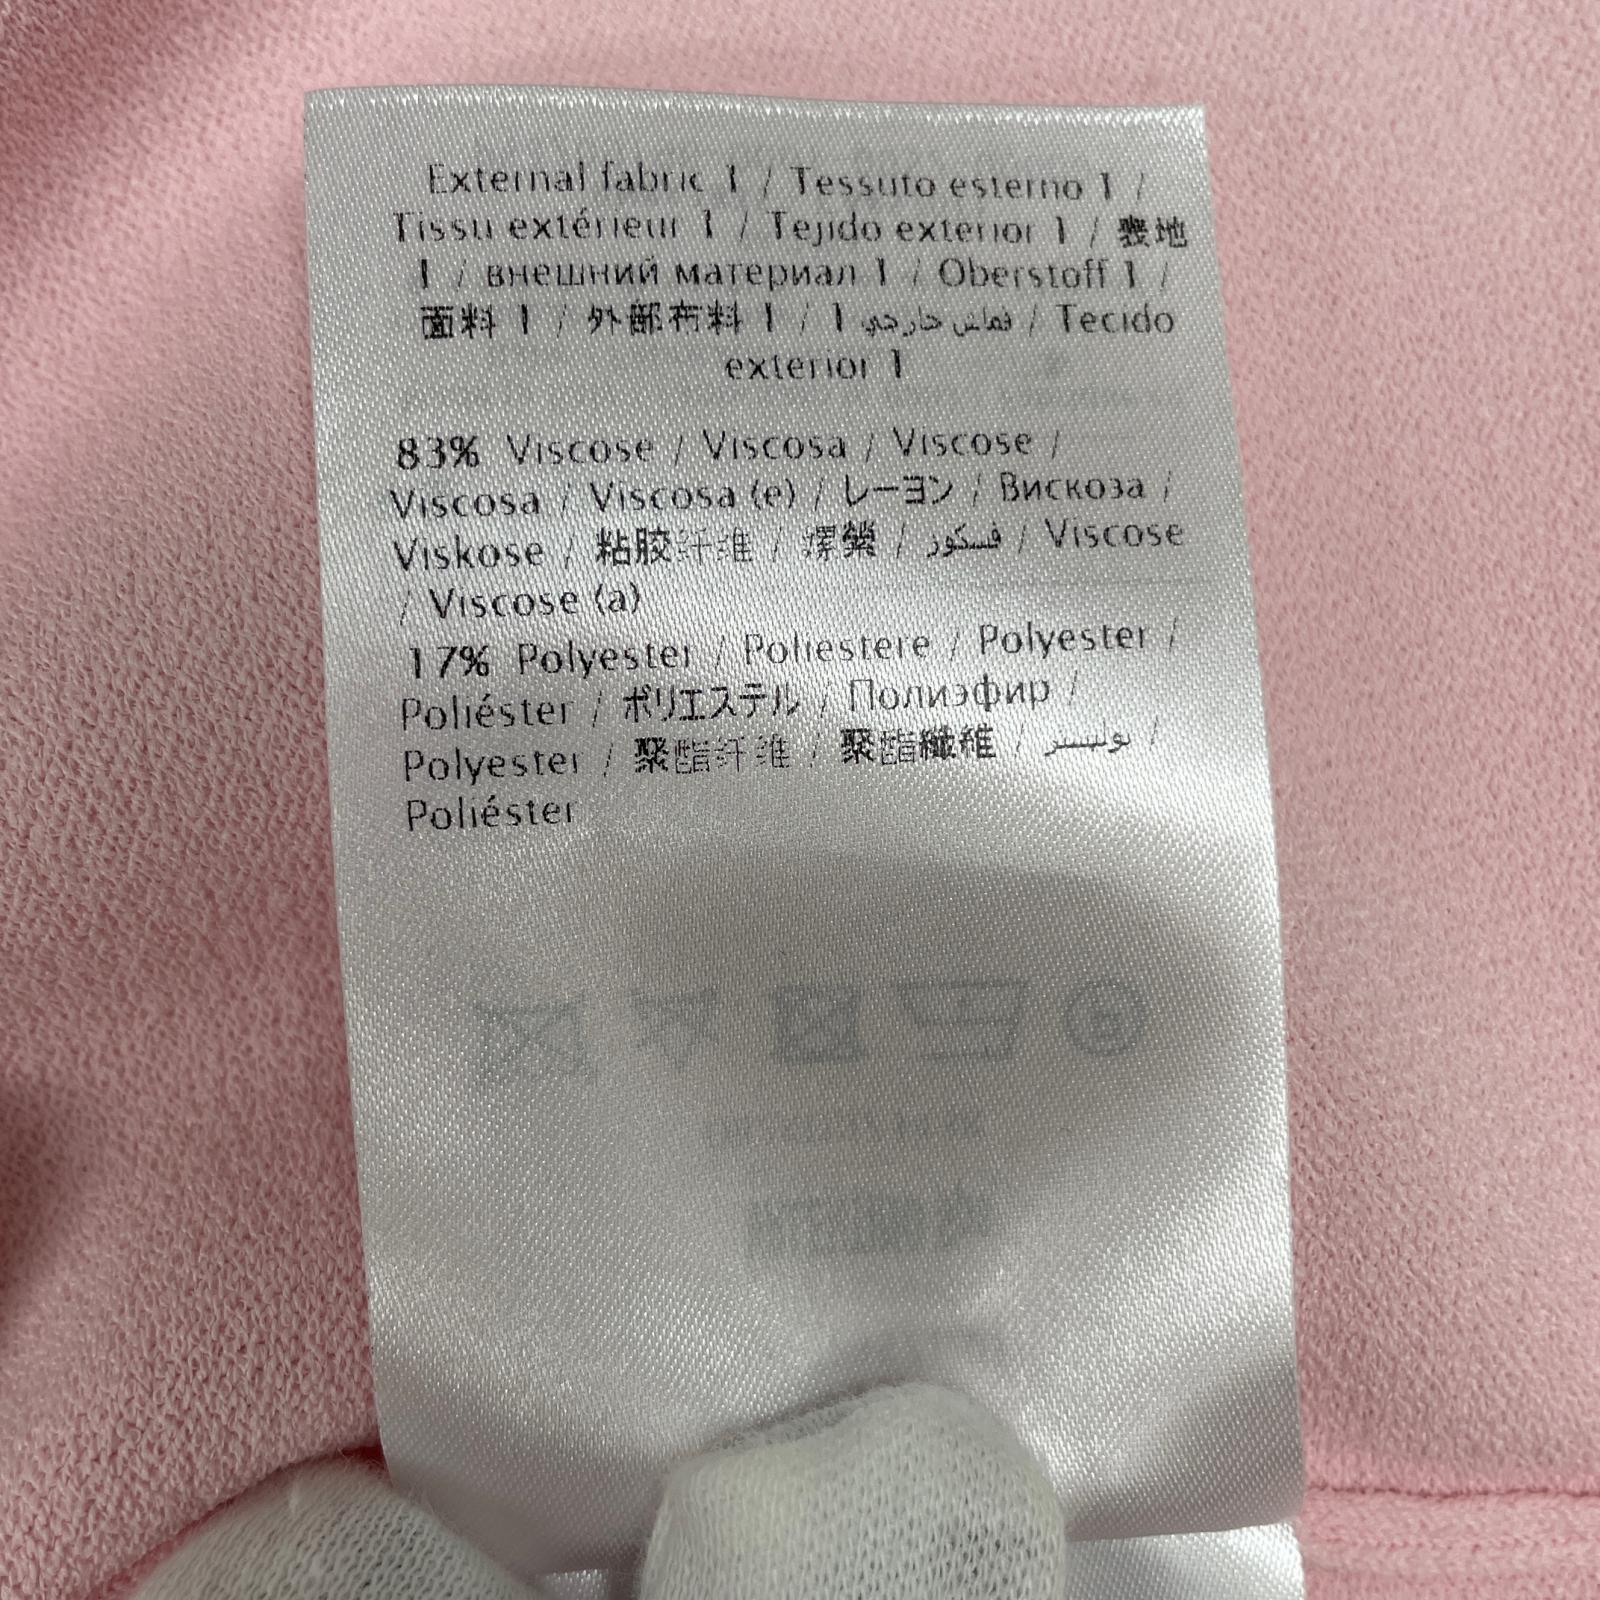 External fabric 1 / Tessuto esterno 1 /
Tissu extérieur 1 / Tejido exterior 1 / 表地
1 / внешний материал 1 / Oberstoff 1 /
面料 1 / 外部布料 1 / 1 قماش خارجي / Tecido
exterior 1
83% Viscose / Viscosa / Viscose /
Viscosa / Viscosa (e) / レーヨン / Вискоза /
Viskose / 粘胶纤维 / 嫘縈 / فسكوز / Viscose
/ Viscose (a)
17% Polyester / Poliestere / Polyester /
Poliéster / ポリエステル / Полиэфир /
Polyester / 聚酯纤维 / 聚酯纖維 / بوليستر /
Poliéster